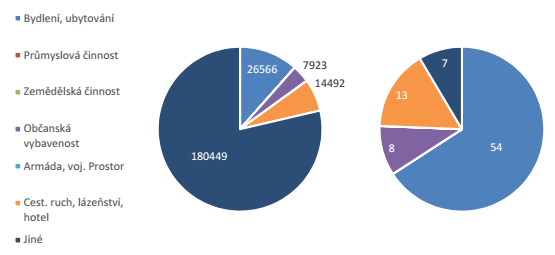 Bydlení, ubytování
Průmyslová činnost
Zemědělská činnost
Občanská
vybavenost
Armáda, voj. Prostor
Cest. ruch, lázeňství,
hotel
Jiné
26566
7923
14492
180449
7
13
8
54